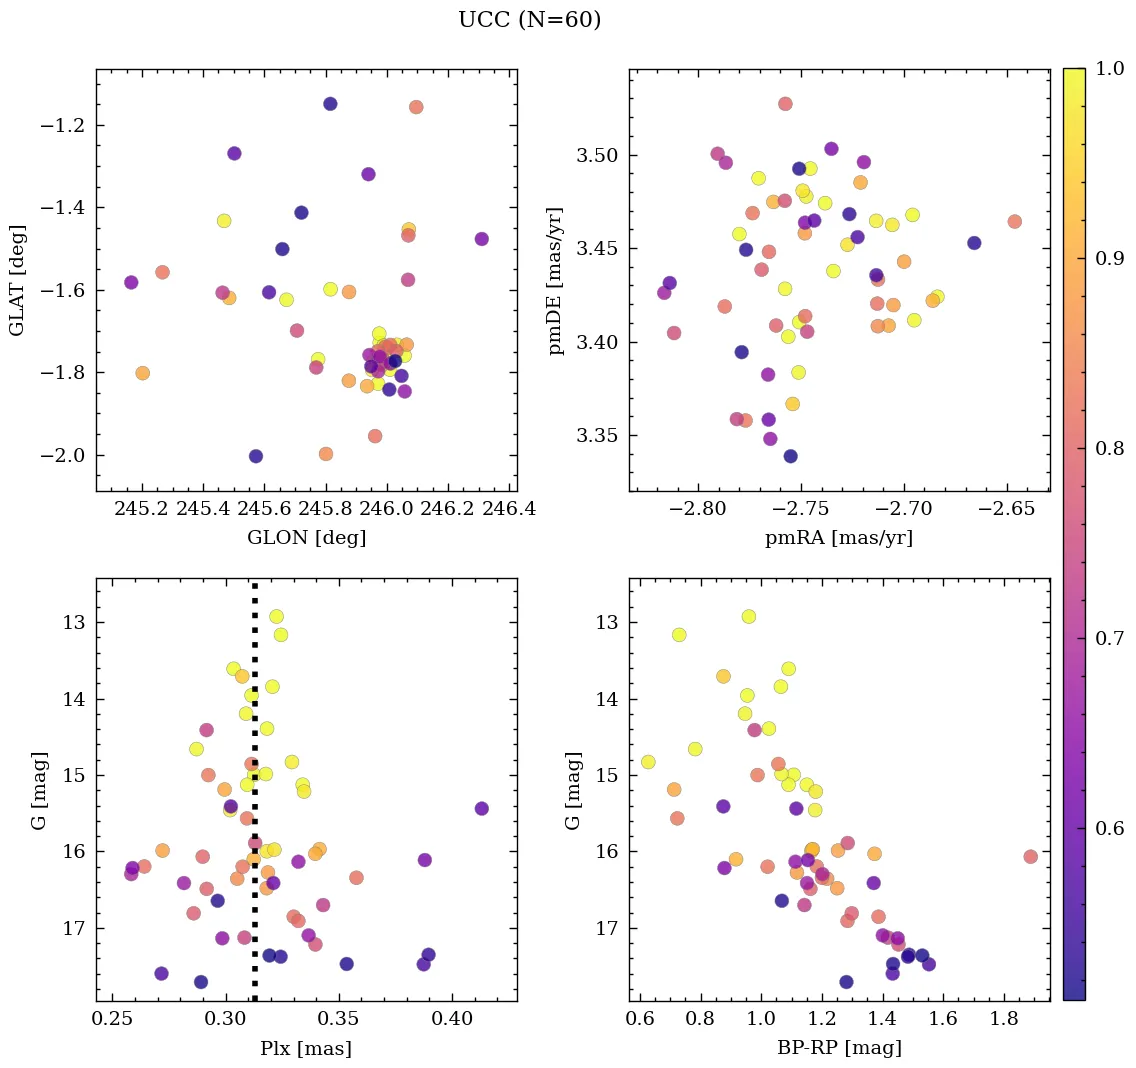 UCC (N=60)
−1.2
−1.4
−1.6
−1.8
−2.0
GLAT [deg]
245.2 245.4 245.6 245.8 246.0 246.2 246.4
GLON [deg]
3.50
3.45
3.40
3.35
pmDE [mas/yr]
−2.80 −2.75 −2.70 −2.65
pmRA [mas/yr]
1.0
0.9
0.8
0.7
0.6
13
14
15
16
17
G [mag]
0.25 0.30 0.35 0.40
Plx [mas]
13
14
15
16
17
G [mag]
0.6 0.8 1.0 1.2 1.4 1.6 1.8
BP-RP [mag]